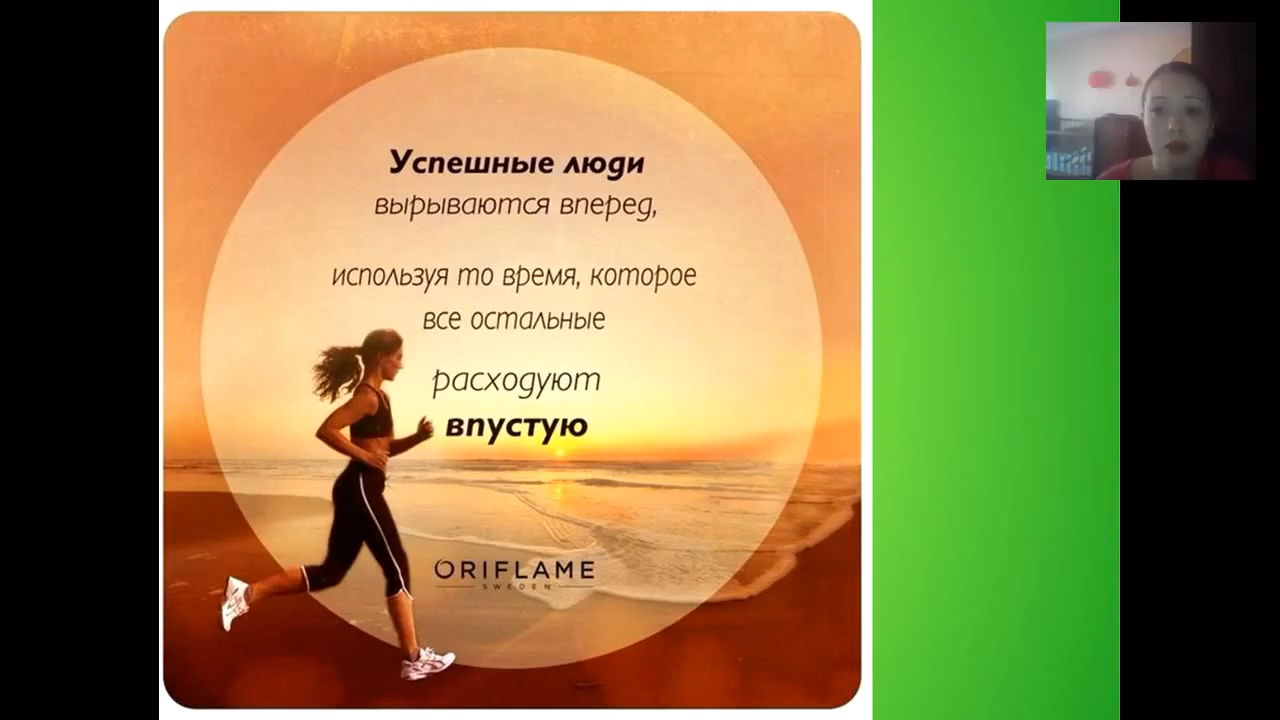 Успешные люди
вырываются вперед,
используя то время, которое
все остальные
расходуют
впустую
ORIFLAME
SWEDEN